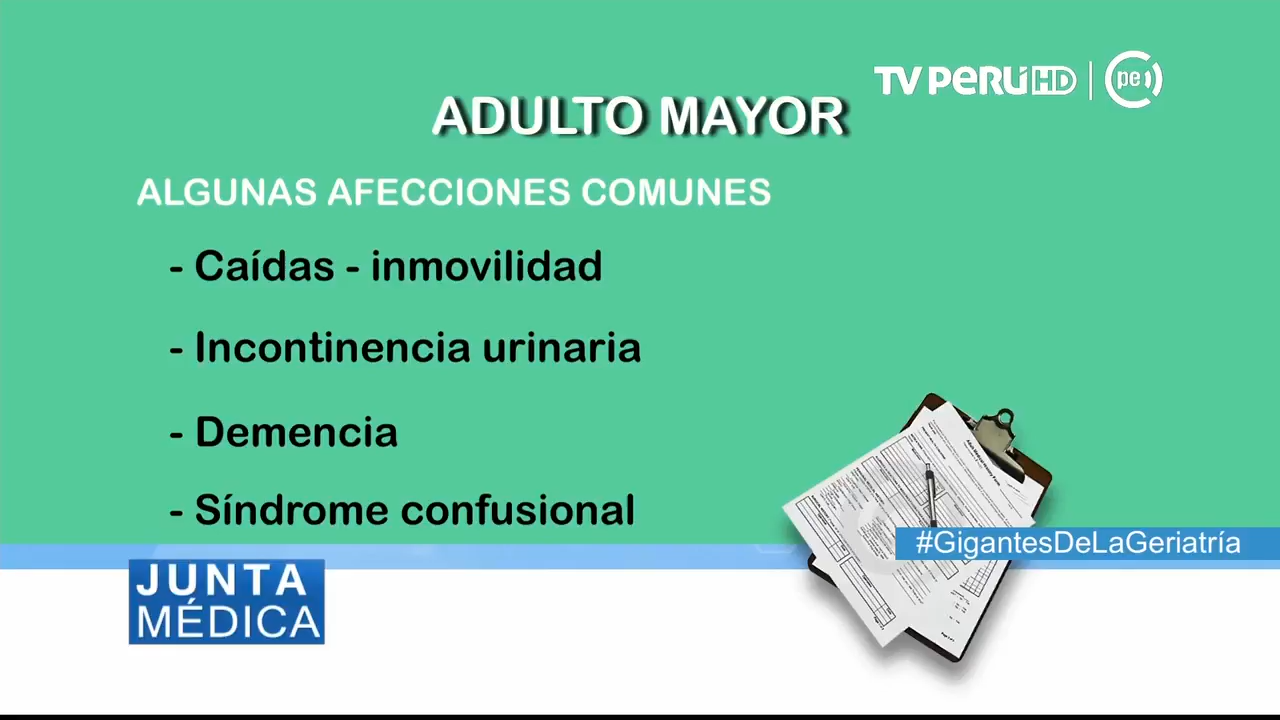 TV PERÚ HD
pe
ADULTO MAYOR
ALGUNAS AFECCIONES COMUNES
- Caídas - inmovilidad
- Incontinencia urinaria
- Demencia
- Síndrome confusional
#GigantesDeLaGeriatría
JUNTA
MÉDICA